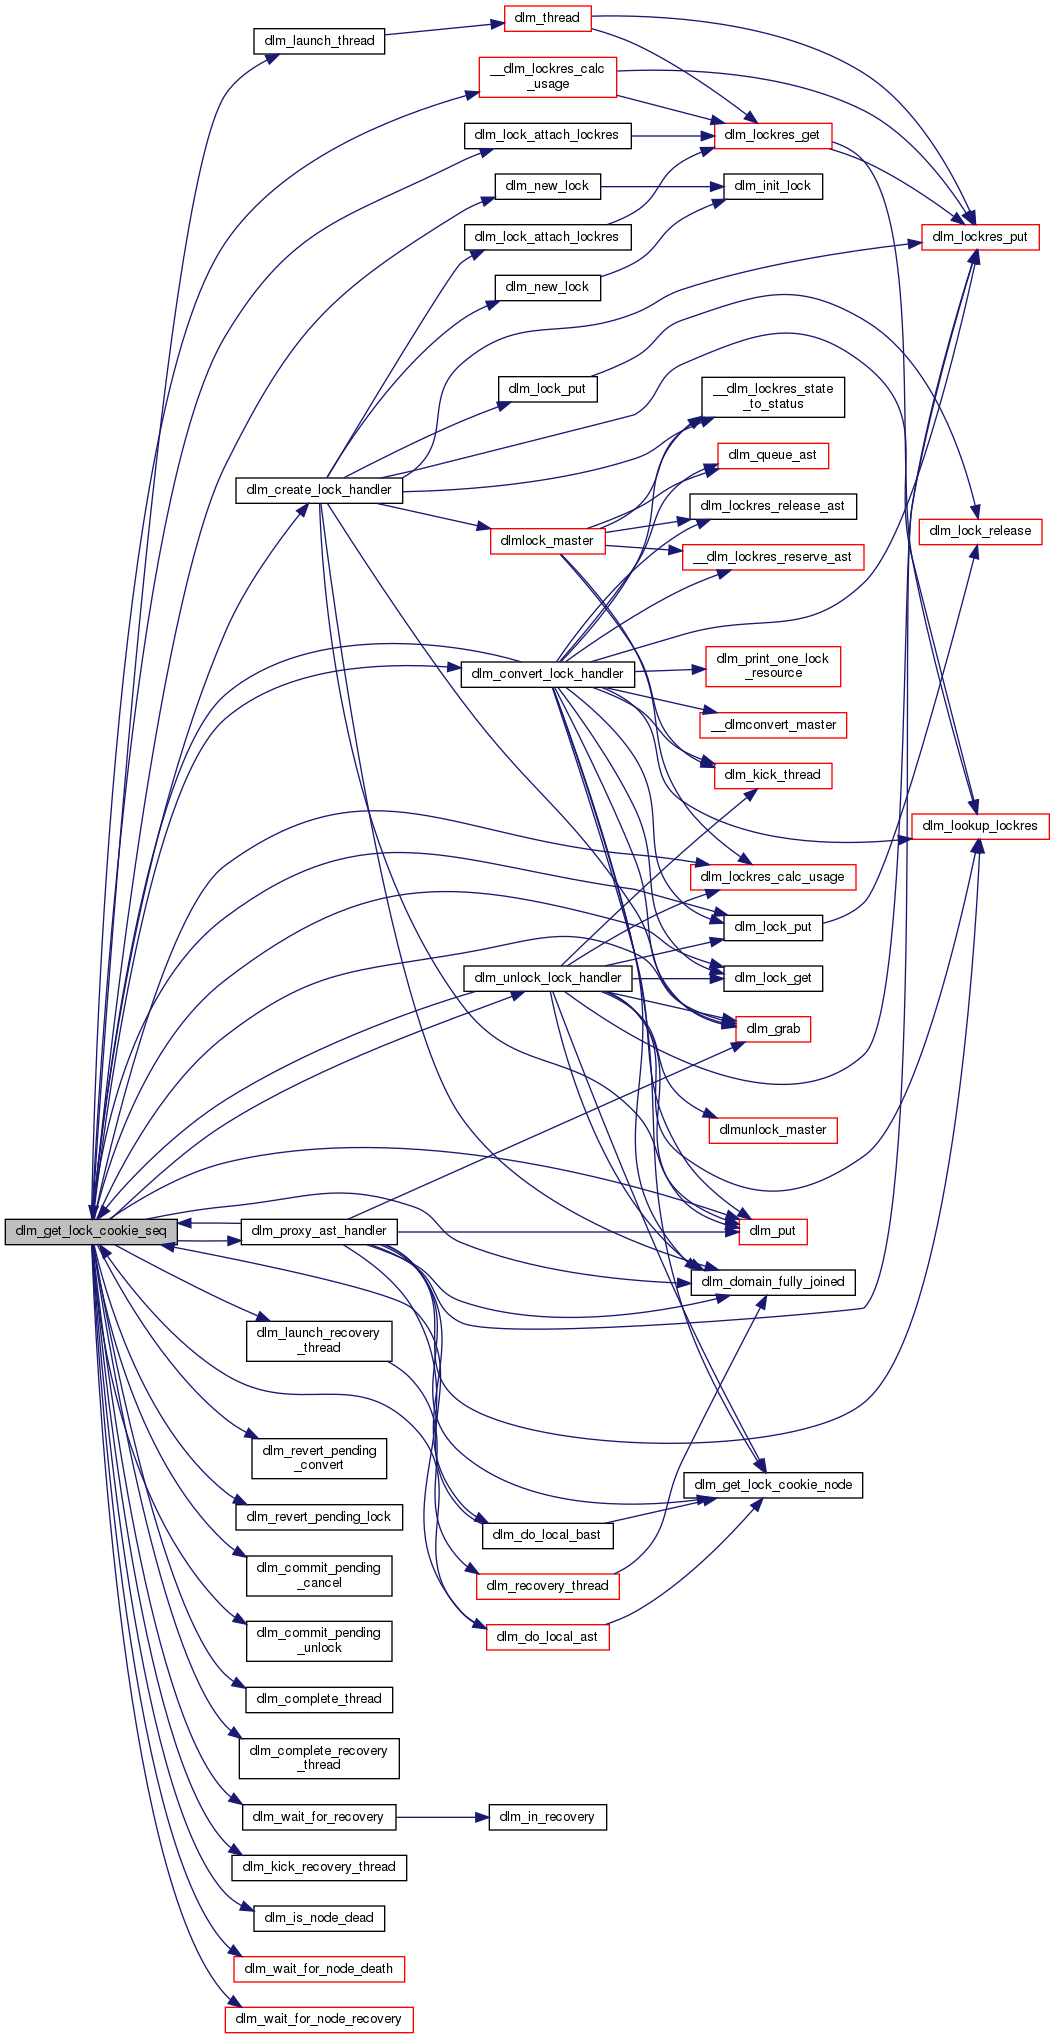 dlm_thread
dlm_launch_thread
__dlm_lockres_calc
_usage
dlm_lock_attach_lockres
dlm_lockres_get
dlm_new_lock
dlm_init_lock
dlm_lock_attach_lockres
dlm_lockres_put
dlm_new_lock
dlm_lock_put
__dlm_lockres_state
_to_status
dlm_queue_ast
dlm_create_lock_handler
dlm_lockres_release_ast
dlm_lock_release
dlmlock_master
__dlm_lockres_reserve_ast
dlm_convert_lock_handler
dlm_print_one_lock
_resource
__dlmconvert_master
dlm_kick_thread
dlm_lookup_lockres
dlm_lockres_calc_usage
dlm_lock_put
dlm_unlock_lock_handler
dlm_lock_get
dlm_grab
dlmunlock_master
dlm_get_lock_cookie_seq
dlm_proxy_ast_handler
dlm_put
dlm_domain_fully_joined
dlm_launch_recovery
_thread
dlm_revert_pending
_convert
dlm_get_lock_cookie_node
dlm_revert_pending_lock
dlm_do_local_bast
dlm_commit_pending
_cancel
dlm_recovery_thread
dlm_commit_pending
_unlock
dlm_do_local_ast
dlm_complete_thread
dlm_complete_recovery
_thread
dlm_wait_for_recovery
dlm_in_recovery
dlm_kick_recovery_thread
dlm_is_node_dead
dlm_wait_for_node_death
dlm_wait_for_node_recovery